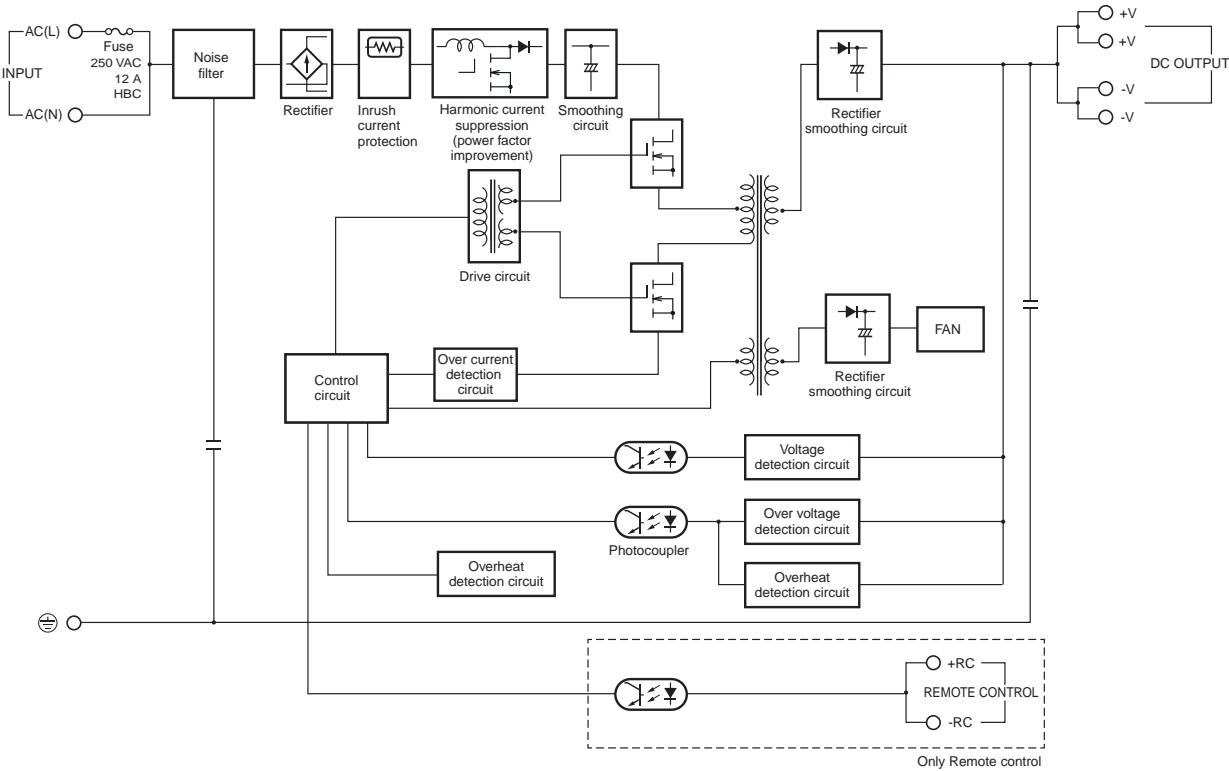 AC(L)
Fuse
250 VAC
12 A
HBC
INPUT
AC(N)
Noise
filter
Rectifier
Inrush
current
protection
Harmonic current
suppression
(power factor
improvement)
Smoothing
circuit
Rectifier
smoothing circuit
+V
+V
DC OUTPUT
-V
-V
Drive circuit
Rectifier
smoothing circuit
FAN
Control
circuit
Over current
detection
circuit
Voltage
detection circuit
Over voltage
detection circuit
Photocoupler
Overheat
detection circuit
Overheat
detection circuit
+RC
REMOTE CONTROL
-RC
Only Remote control